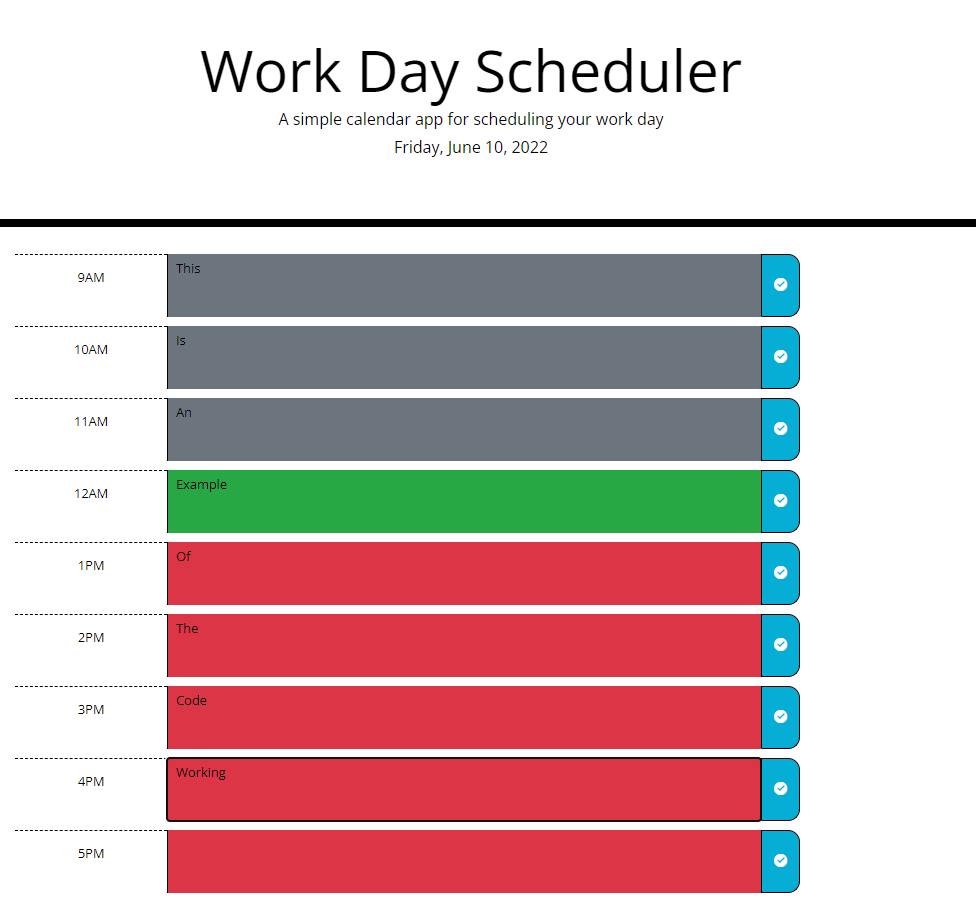 Work Day Scheduler
A simple calendar app for scheduling your work day
Friday, June 10, 2022
9AM This
10AM Is
11AM An
12AM Example
1PM Of
2PM The
3PM Code
4PM Working
5PM